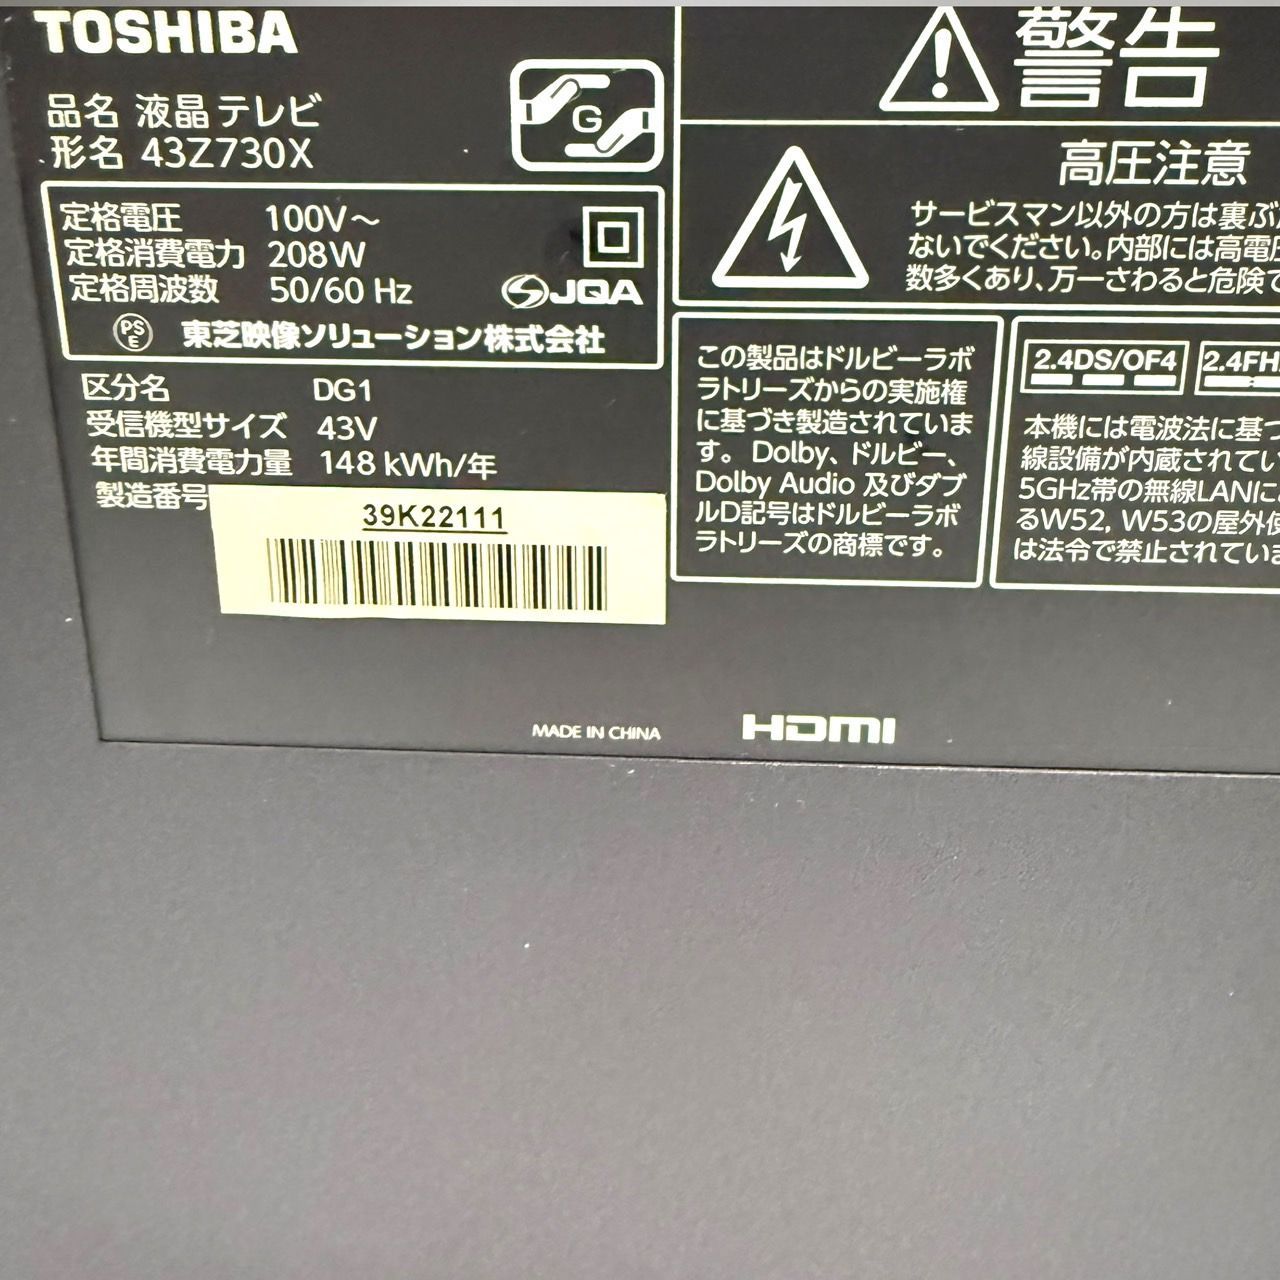 TOSHIBA
品名 液晶テレビ
形名 43Z730X
G
定格電圧 100V～
定格消費電力 208W
定格周波数 50/60 Hz
JQA
PS
E
東芝映像ソリューション株式会社
区分名 DG1
受信機型サイズ 43V
年間消費電力量 148 kWh/年
製造番号
39K22111
警告
高圧注意
サービスマン以外の方は裏ぶ
ないでください。内部には高電圧
数多くあり、万一さわると危険で
この製品はドルビーラボ
ラトリーズからの実施権
に基づき製造されていま
す。Dolby、ドルビー、
Dolby Audio 及びダブ
ルD記号はドルビーラボ
ラトリーズの商標です。
2.4DS/OF4
2.4FH
本機には電波法に基づ
線設備が内蔵されてい
5GHz帯の無線LANに
るW52, W53の屋外使
は法令で禁止されていま
MADE IN CHINA
HDMI